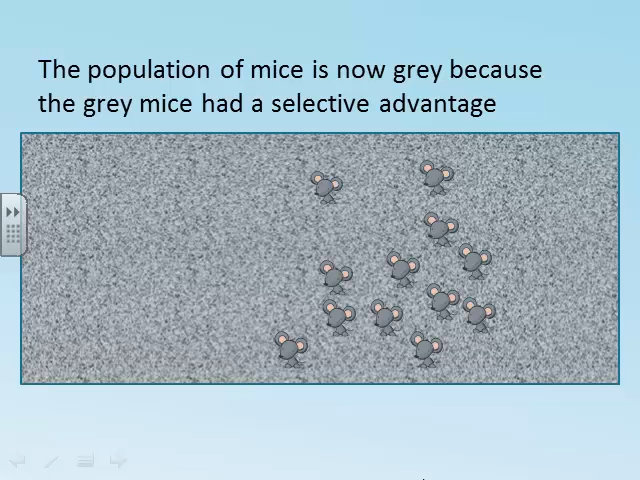 The population of mice is now grey because
the grey mice had a selective advantage